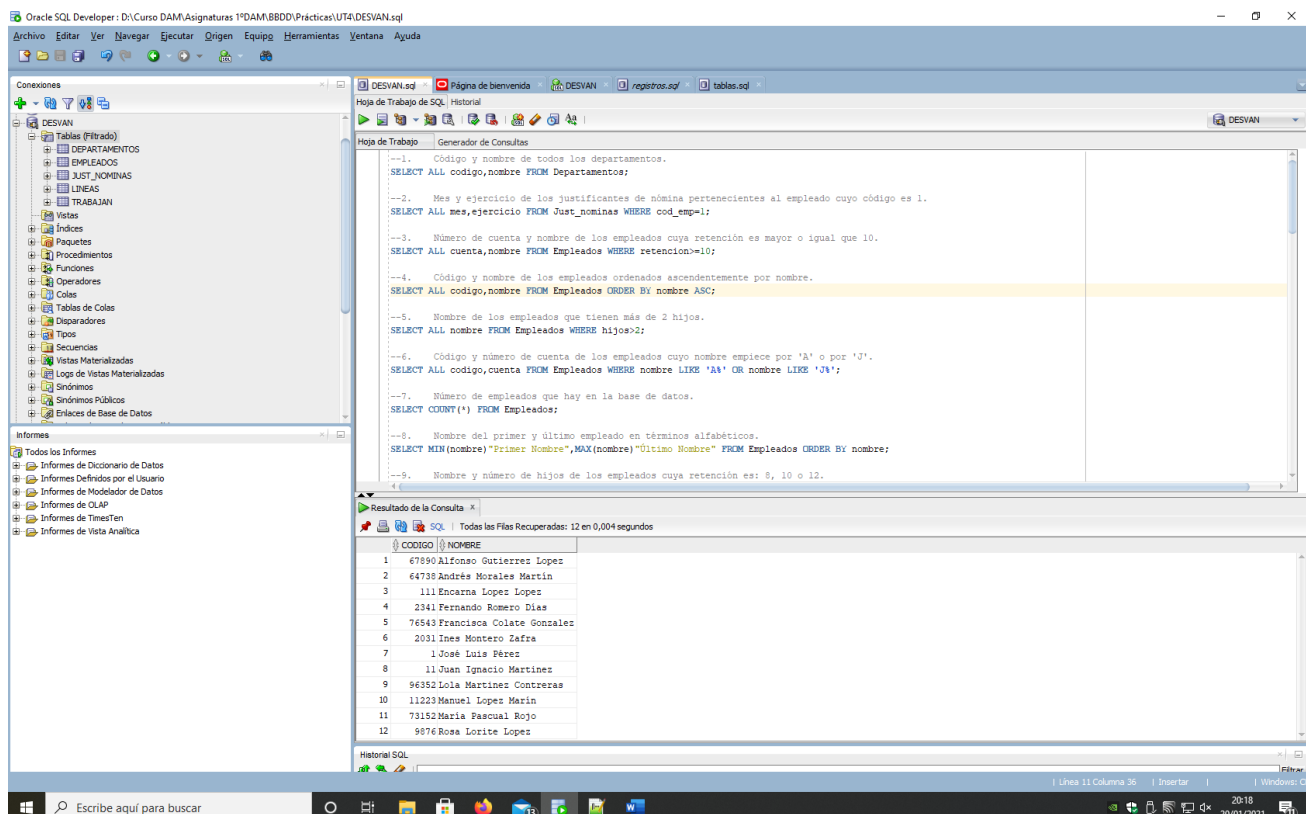 Oracle SQL Developer : D:\Curso DAM\Asignaturas 1ºDAM\BBDD\Prácticas\UT4\DESVAN.sql
Archivo Editar Ver Navegar Ejecutar Origen Equipo Herramientas Ventana Ayuda
Conexiones
DESVAN
Tablas (Filtrado)
DEPARTAMENTOS
EMPLEADOS
JUST_NOMINAS
LINEAS
TRABAJAN
Vistas
Índices
Paquetes
Procedimientos
Funciones
Operadores
Colas
Tablas de Colas
Disparadores
Tipos
Secuencias
Vistas Materializadas
Logs de Vistas Materializadas
Sinónimos
Sinónimos Públicos
Enlaces de Base de Datos
Informes
Todos los Informes
Informes de Diccionario de Datos
Informes Definidos por el Usuario
Informes de Modelador de Datos
Informes de OLAP
Informes de TimesTen
Informes de Vista Analítica
DESVAN.sql Página de bienvenida DESVAN registros.sql tablas.sql
Hoja de Trabajo de SQL Historial
DESVAN
Hoja de Trabajo Generador de Consultas
--1. Código y nombre de todos los departamentos.
SELECT ALL codigo,nombre FROM Departamentos;
--2. Mes y ejercicio de los justificantes de nómina pertenecientes al empleado cuyo código es 1.
SELECT ALL mes,ejercicio FROM Just_nominas WHERE cod_emp=1;
--3. Número de cuenta y nombre de los empleados cuya retención es mayor o igual que 10.
SELECT ALL cuenta,nombre FROM Empleados WHERE retencion>=10;
--4. Código y nombre de los empleados ordenados ascendentemente por nombre.
SELECT ALL codigo,nombre FROM Empleados ORDER BY nombre ASC;
--5. Nombre de los empleados que tienen más de 2 hijos.
SELECT ALL nombre FROM Empleados WHERE hijos>2;
--6. Código y número de cuenta de los empleados cuyo nombre empiece por 'A' o por 'J'.
SELECT ALL codigo,cuenta FROM Empleados WHERE nombre LIKE 'A%' OR nombre LIKE 'J%';
--7. Número de empleados que hay en la base de datos.
SELECT COUNT(*) FROM Empleados;
--8. Nombre del primer y último empleado en términos alfabéticos.
SELECT MIN(nombre)"Primer Nombre",MAX(nombre)"Último Nombre" FROM Empleados ORDER BY nombre;
--9. Nombre y número de hijos de los empleados cuya retención es: 8, 10 o 12.
Resultado de la Consulta
SQL | Todas las Filas Recuperadas: 12 en 0,004 segundos
CODIGO NOMBRE
1 67890 Alfonso Gutierrez Lopez
2 64738 Andrés Morales Martín
3 111 Encarna Lopez Lopez
4 2341 Fernando Romero Días
5 76543 Francisca Colate Gonzalez
6 2031 Ines Montero Zafra
7 1 José Luis Pérez
8 11 Juan Ignacio Martinez
9 96352 Lola Martinez Contreras
10 11223 Manuel Lopez Marín
11 73152 María Pascual Rojo
12 9876 Rosa Lorite Lopez
Historial SQL
Filtrar
| Línea 11 Columna 36 | Insertar | | Windows: C
Escribe aquí para buscar
20:18
20/01/2021